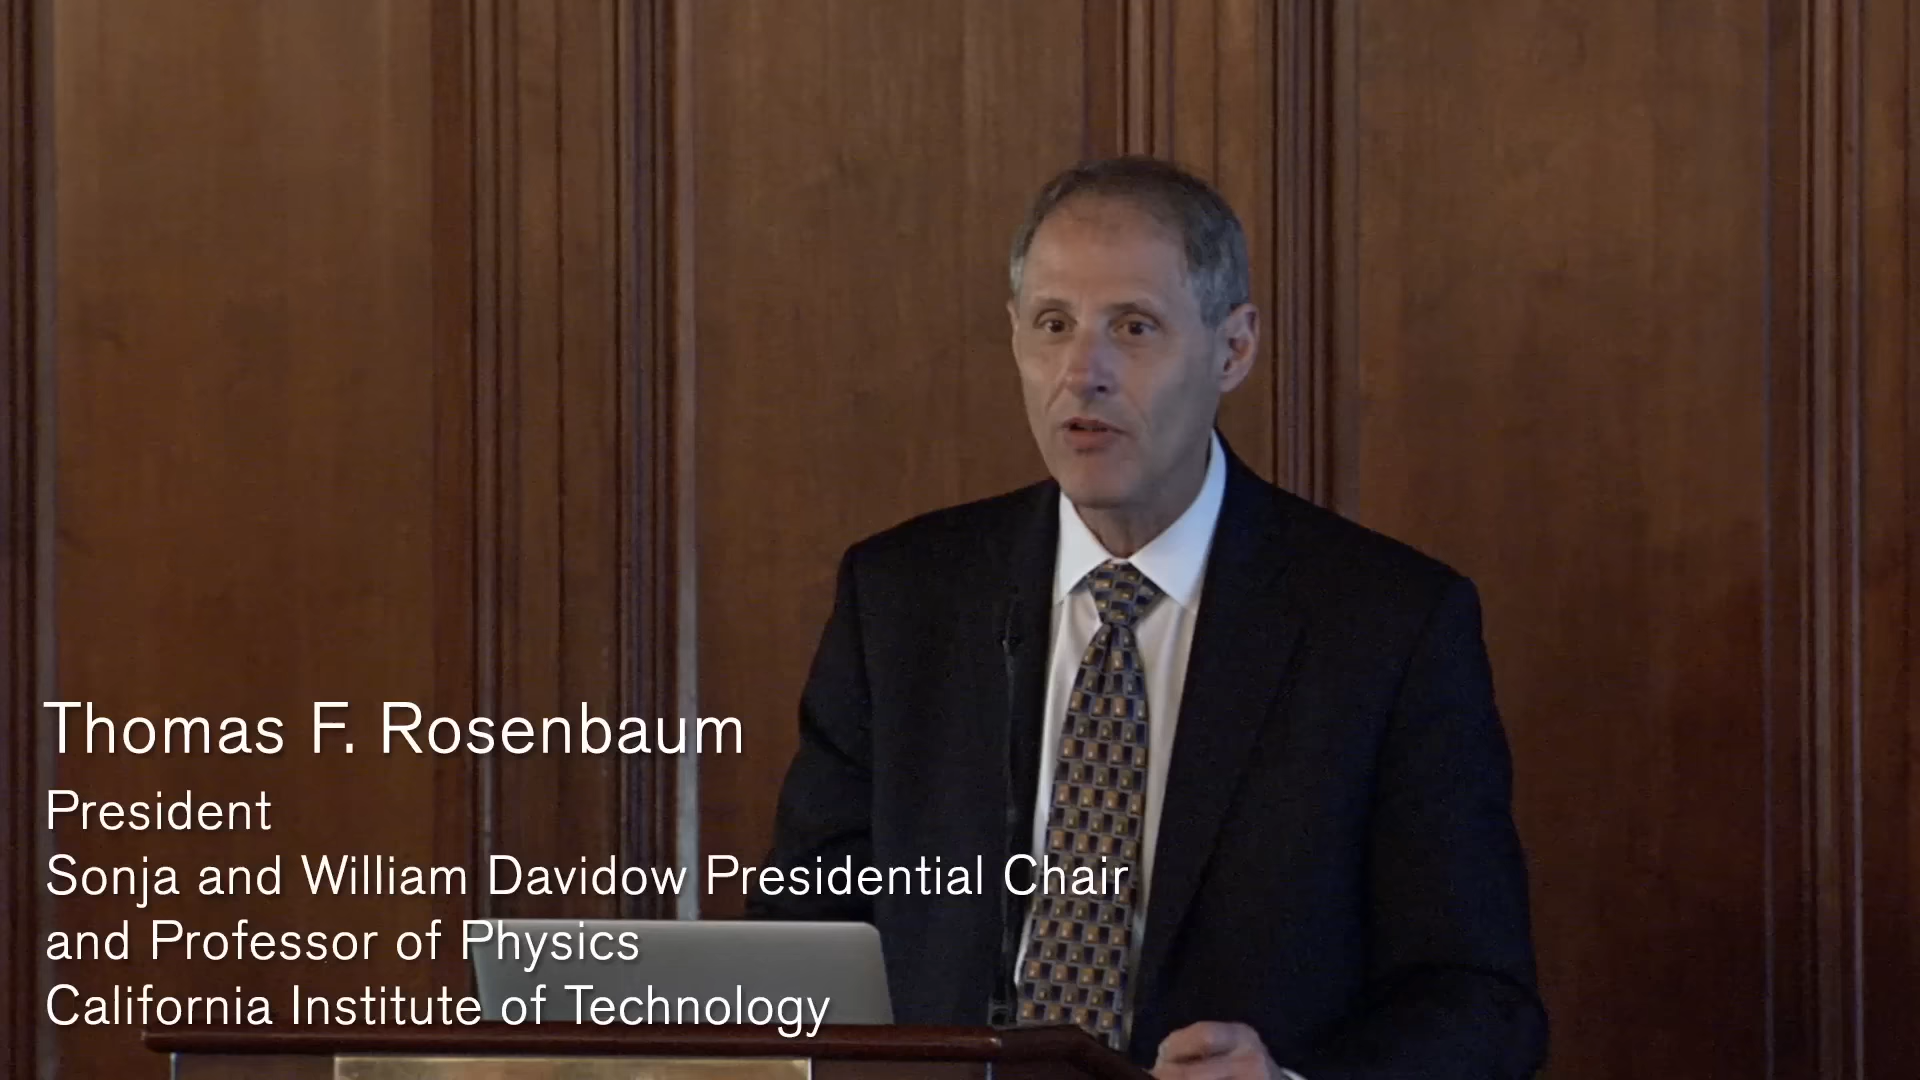 Thomas F. Rosenbaum
President
Sonja and William Davidow Presidential Chair
and Professor of Physics
California Institute of Technology